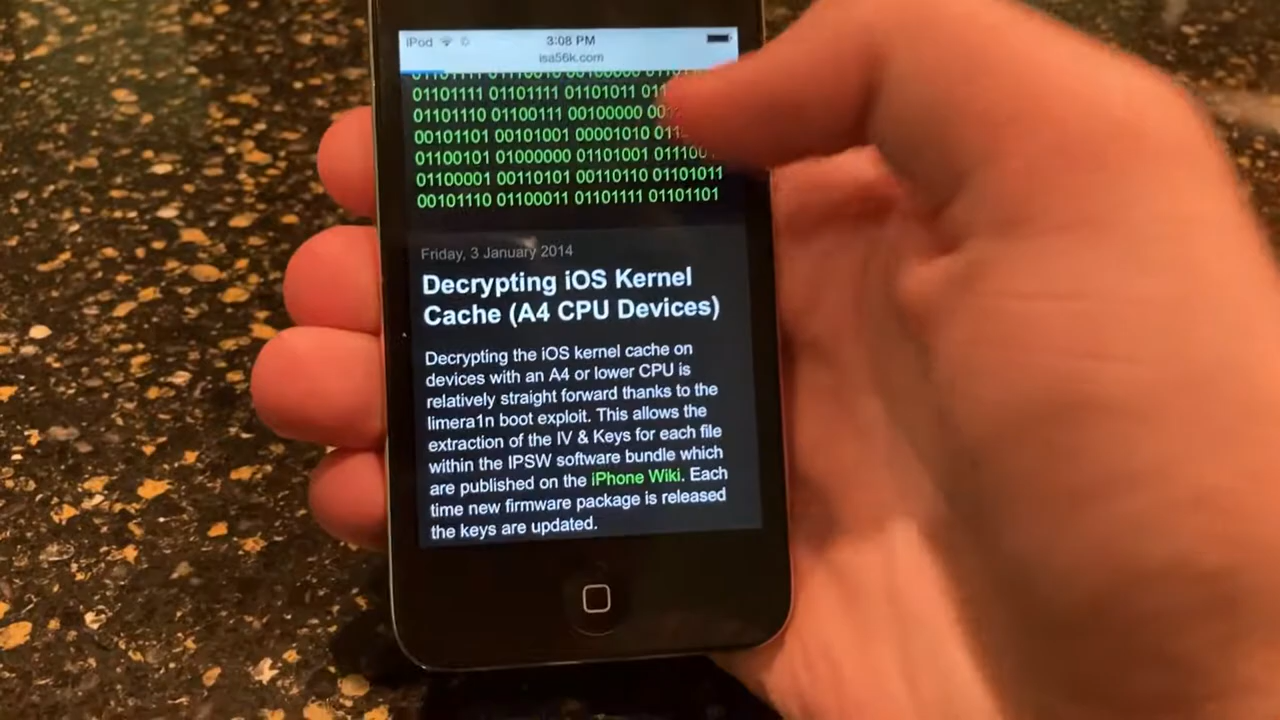 iPod 3:08 PM
isa56k.com
01101111 01101111 01101011
01101110 01100111 00100000
00101101 00101001 00001010
01100101 01000000 01101001
01100001 00110101 00110110 01101011
00101110 01100011 01101111 01101101
Friday, 3 January 2014
Decrypting iOS Kernel
Cache (A4 CPU Devices)
Decrypting the iOS kernel cache on
devices with an A4 or lower CPU is
relatively straight forward thanks to the
limera1n boot exploit. This allows the
extraction of the IV & Keys for each file
within the IPSW software bundle which
are published on the iPhone Wiki. Each
time new firmware package is released
the keys are updated.